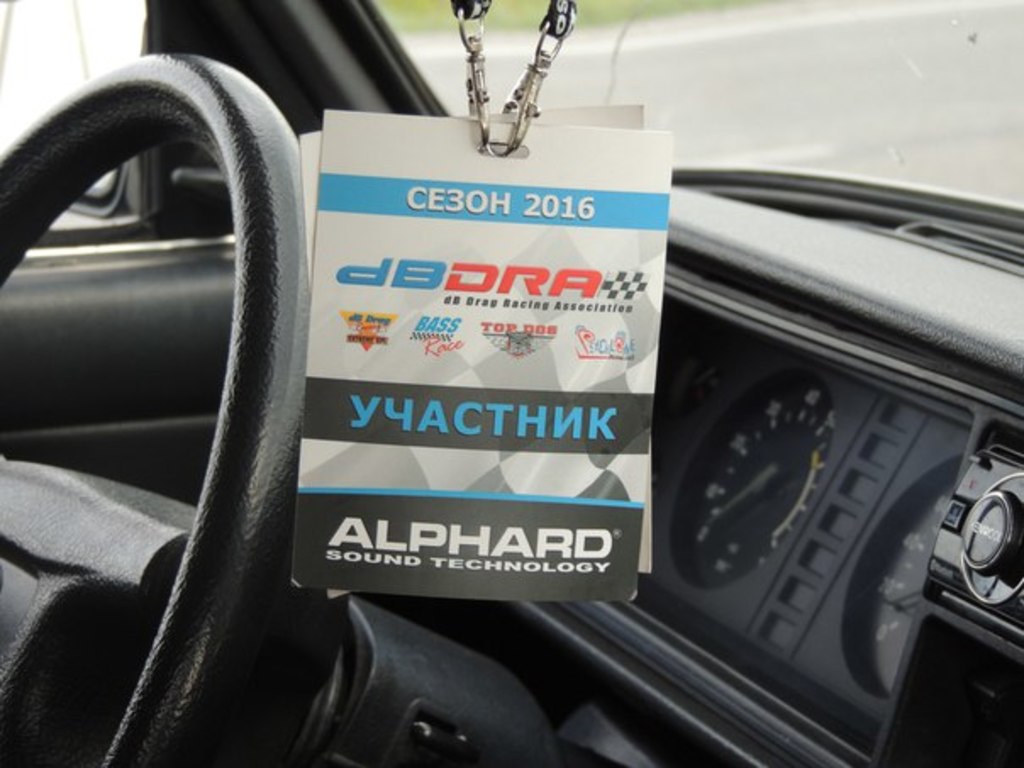 СЕЗОН 2016
dBDRA
dB Drag Racing Association
BASS Race
TOP DOG
УЧАСТНИК
ALPHARD®
SOUND TECHNOLOGY